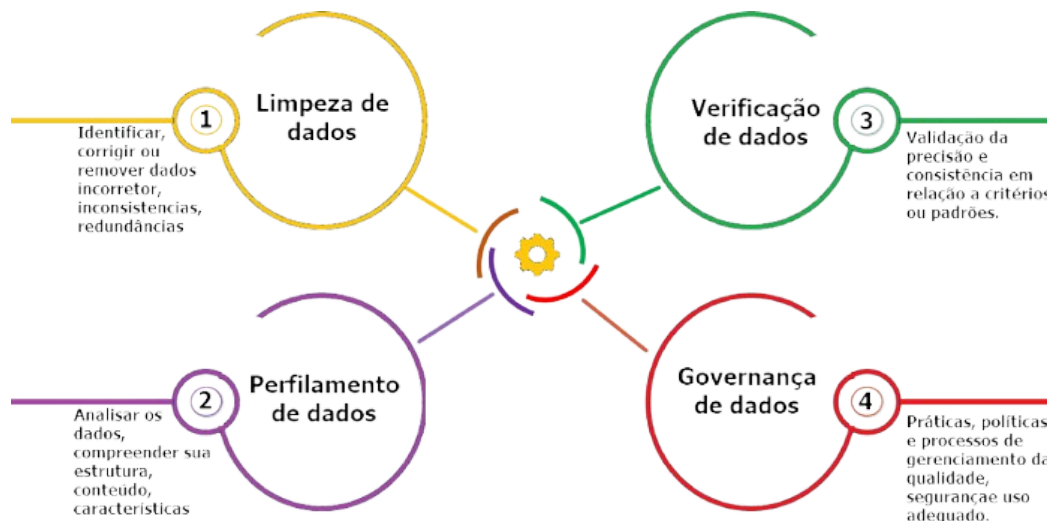 1
Limpeza de
dados
Identificar,
corrigir ou
remover dados
incorretor,
inconsistencias,
redundâncias
2
Perfilamento
de dados
Analisar os
dados,
compreender sua
estrutura,
conteúdo,
características
Verificação
de dados
3
Validação da
precisão e
consistência em
relação a critérios
ou padrões.
Governança
de dados
4
Práticas, políticas
e processos de
gerenciamento da
qualidade,
segurançae uso
adequado.